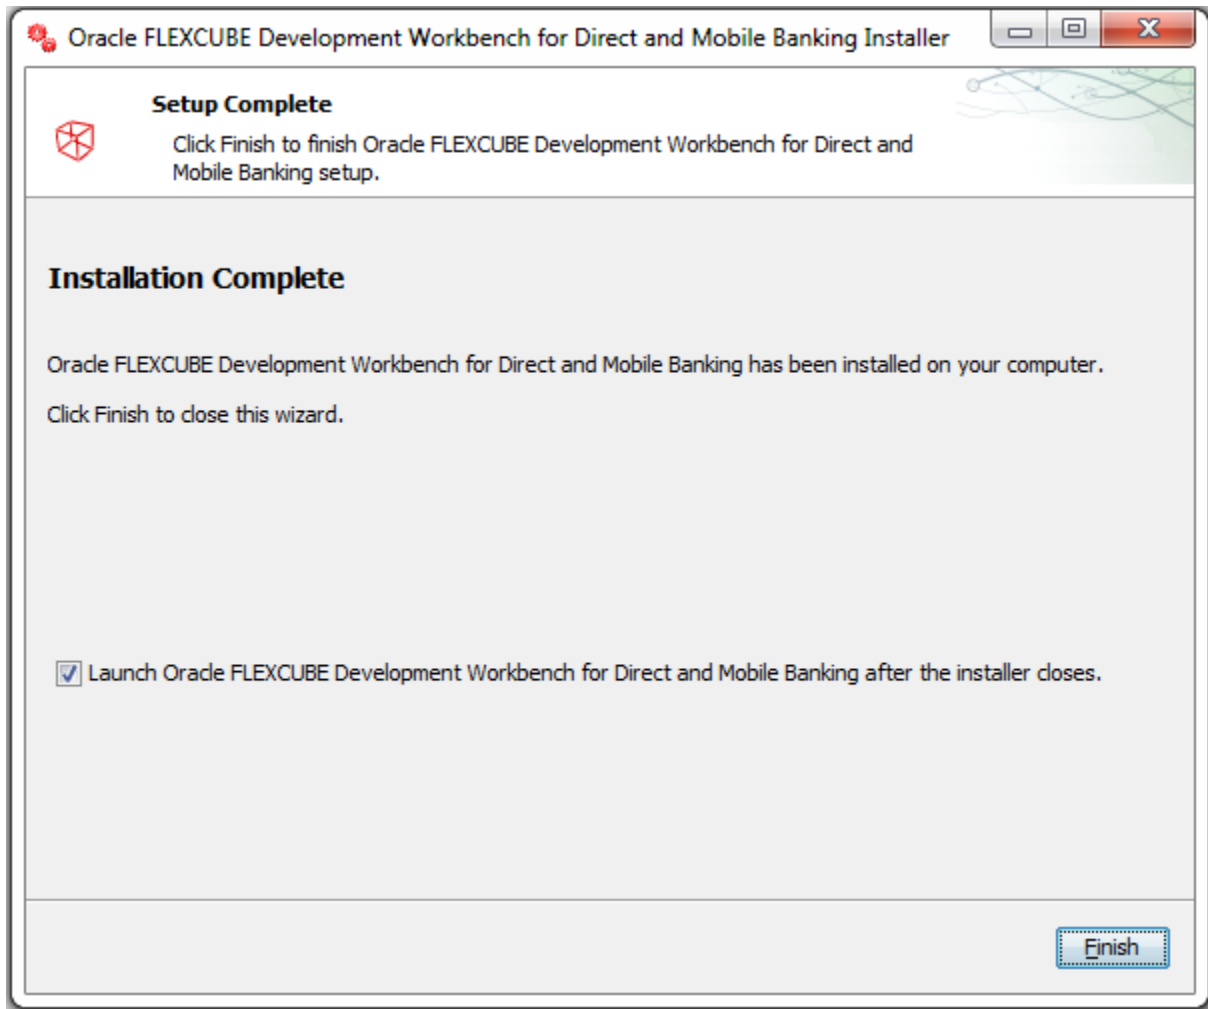 Oracle FLEXCUBE Development Workbench for Direct and Mobile Banking Installer
Setup Complete
Click Finish to finish Oracle FLEXCUBE Development Workbench for Direct and
Mobile Banking setup.
Installation Complete
Oracle FLEXCUBE Development Workbench for Direct and Mobile Banking has been installed on your computer.
Click Finish to close this wizard.
Launch Oracle FLEXCUBE Development Workbench for Direct and Mobile Banking after the installer closes.
Finish